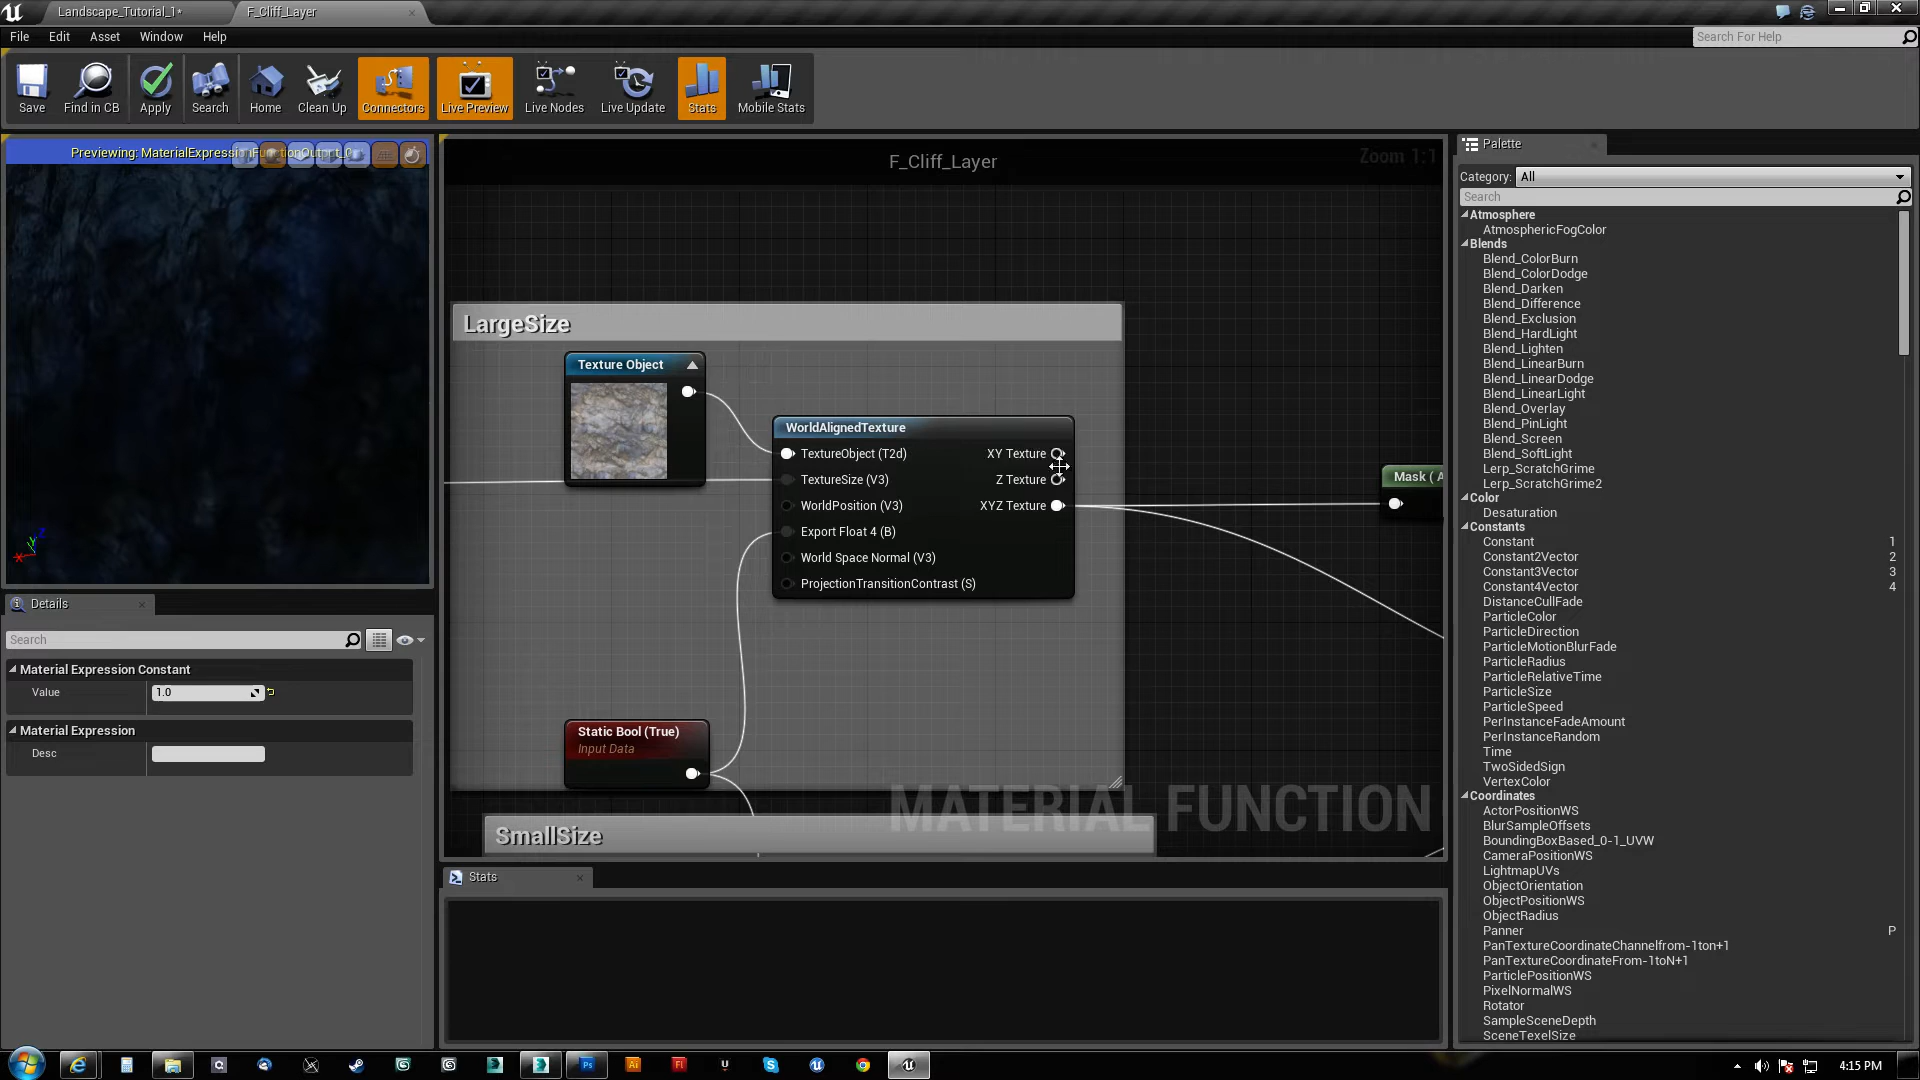 Landscape_Tutorial_1*
F_Cliff_Layer
File Edit Asset Window Help
Search For Help
Save
Find in CB
Apply
Search
Home
Clean Up
Connectors
Live Preview
Live Nodes
Live Update
Stats
Mobile Stats
Previewing: MaterialExpressionFunctionOutput_0
X
Y
Z
Details
Search
Material Expression Constant
Value 1.0
Material Expression
Desc
F_Cliff_Layer
Zoom 1:1
LargeSize
Texture Object
WorldAlignedTexture
TextureObject (T2d) XY Texture
TextureSize (V3) Z Texture
WorldPosition (V3) XYZ Texture
Export Float 4 (B)
World Space Normal (V3)
ProjectionTransitionContrast (S)
Mask ( A
Static Bool (True)
Input Data
MATERIAL FUNCTION
SmallSize
Stats
Palette
Category: All
Search
Atmosphere
AtmosphericFogColor
Blends
Blend_ColorBurn
Blend_ColorDodge
Blend_Darken
Blend_Difference
Blend_Exclusion
Blend_HardLight
Blend_Lighten
Blend_LinearBurn
Blend_LinearDodge
Blend_LinearLight
Blend_Overlay
Blend_PinLight
Blend_Screen
Blend_SoftLight
Lerp_ScratchGrime
Lerp_ScratchGrime2
Color
Desaturation
Constants
Constant 1
Constant2Vector 2
Constant3Vector 3
Constant4Vector 4
DistanceCullFade
ParticleColor
ParticleDirection
ParticleMotionBlurFade
ParticleRadius
ParticleRelativeTime
ParticleSize
ParticleSpeed
PerInstanceFadeAmount
PerInstanceRandom
Time
TwoSidedSign
VertexColor
Coordinates
ActorPositionWS
BlurSampleOffsets
BoundingBoxBased_0-1_UVW
CameraPositionWS
LightmapUVs
ObjectOrientation
ObjectPositionWS
ObjectRadius
Panner P
PanTextureCoordinateChannelfrom-1ton+1
PanTextureCoordinateFrom-1toN+1
ParticlePositionWS
PixelNormalWS
Rotator
SampleSceneDepth
SceneTexelSize
Ps
Ai
Fl
4:15 PM